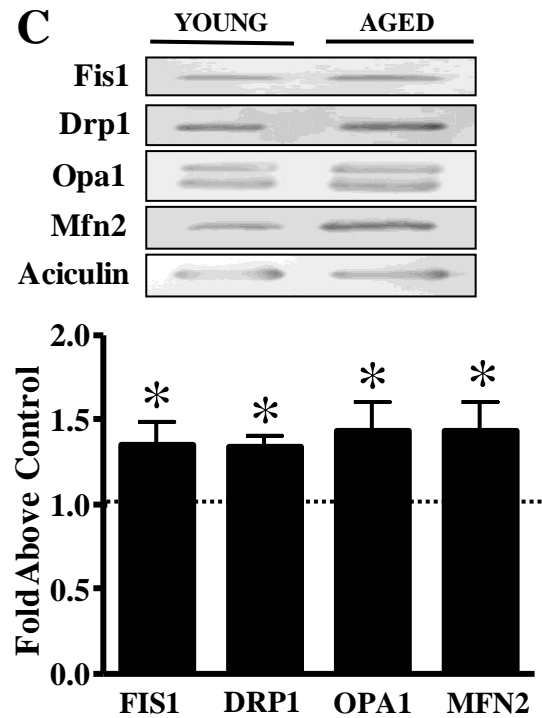 C YOUNG AGED
Fis1
Drp1
Opa1
Mfn2
Aciculin
Fold Above Control
2.0
1.5
1.0
0.5
0.0
* * * *
FIS1 DRP1 OPA1 MFN2